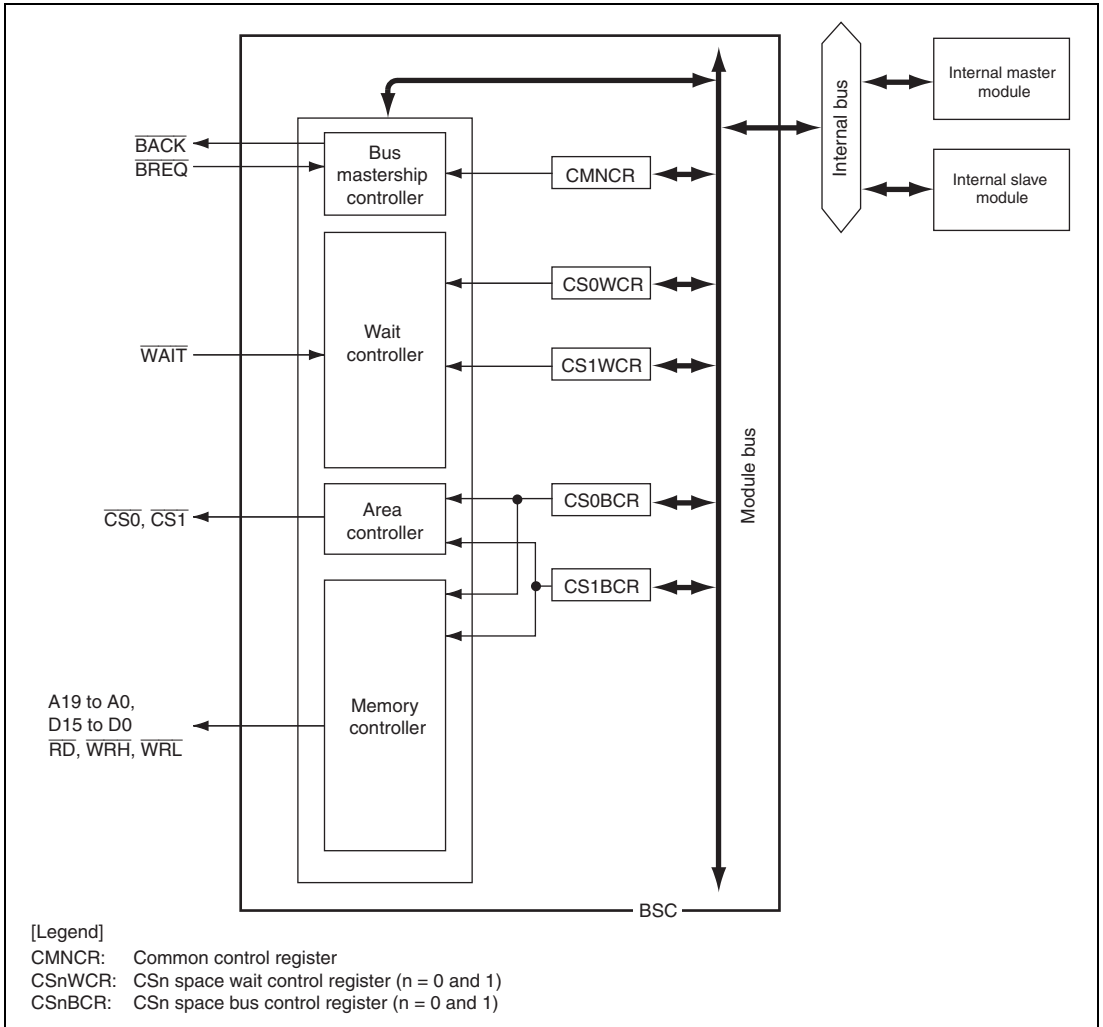 BACK
BREQ
Bus
mastership
controller
CMNCR
Internal bus
Internal master
module
Internal slave
module
WAIT
Wait
controller
CS0WCR
CS1WCR
Module bus
CS0, CS1
Area
controller
CS0BCR
CS1BCR
A19 to A0,
D15 to D0
RD, WRH, WRL
Memory
controller
BSC
[Legend]
CMNCR: Common control register
CSnWCR: CSn space wait control register (n = 0 and 1)
CSnBCR: CSn space bus control register (n = 0 and 1)